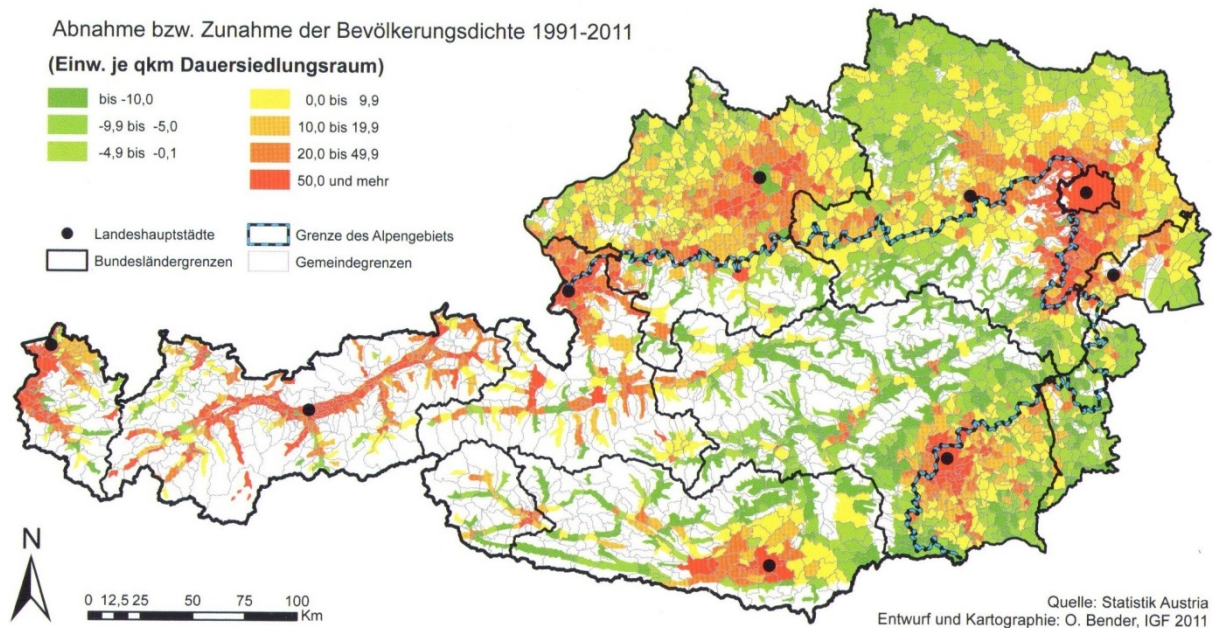 Abnahme bzw. Zunahme der Bevölkerungsdichte 1991-2011
(Einw. je qkm Dauersiedlungsraum)
bis -10,0
-9,9 bis -5,0
-4,9 bis -0,1
0,0 bis 9,9
10,0 bis 19,9
20,0 bis 49,9
50,0 und mehr
Landeshauptstädte
Bundesländergrenzen
Grenze des Alpengebiets
Gemeindegrenzen
N
0 12,5 25 50 75 100
Km
Quelle: Statistik Austria
Entwurf und Kartographie: O. Bender, IGF 2011